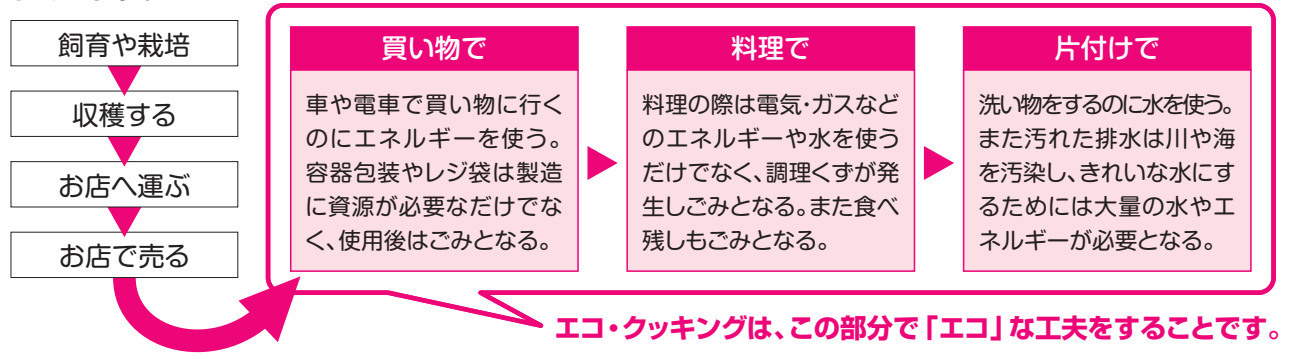 飼育や栽培
収穫する
お店へ運ぶ
お店で売る
買い物で
車や電車で買い物に行く
のにエネルギーを使う。
容器包装やレジ袋は製造
に資源が必要なだけでな
く、使用後はごみとなる。
料理で
料理の際は電気・ガスなど
のエネルギーや水を使う
だけでなく、調理くずが発
生しごみとなる。また食べ
残しもごみとなる。
片付けで
洗い物をするのに水を使う。
また汚れた排水は川や海
を汚染し、きれいな水にす
るためには大量の水やエ
ネルギーが必要となる。
エコ・クッキングは、この部分で「エコ」な工夫をすることです。